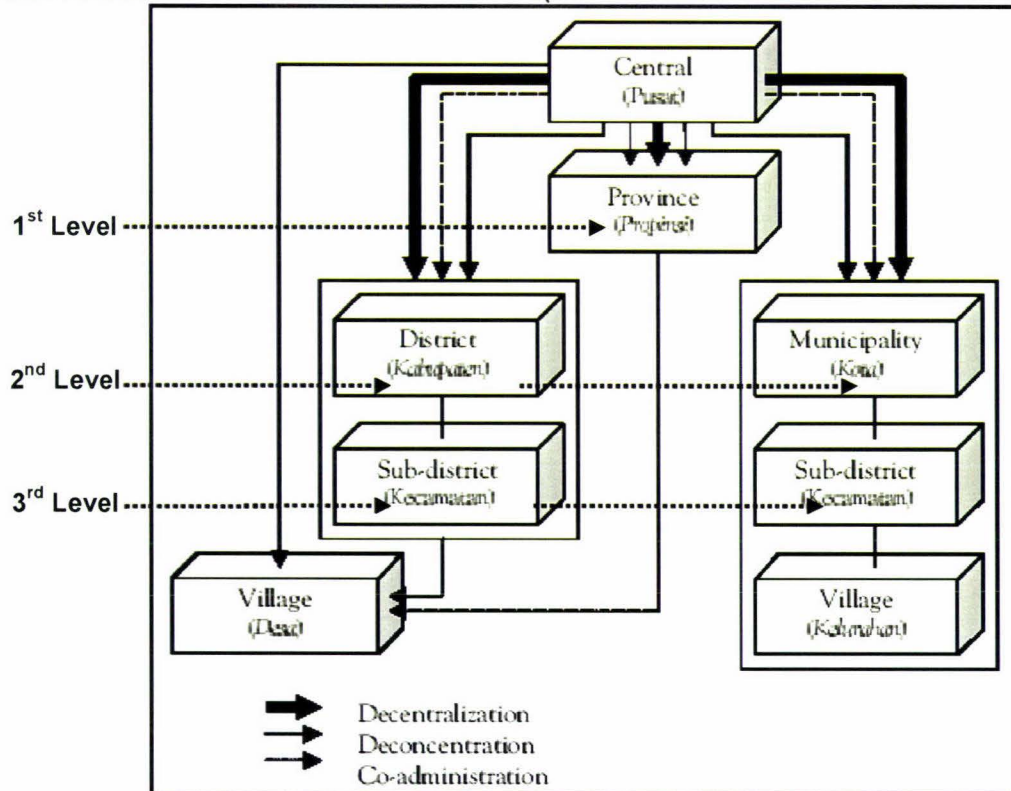 Central
(Pusat)
Province
(Propinsi)
1st Level
District
(Kabupaten)
Municipality
(Kota)
2nd Level
Sub-district
(Kecamatan)
Sub-district
(Kecamatan)
3rd Level
Village
(Desa)
Village
(Kelurahan)
Decentralization
Deconcentration
Co-administration